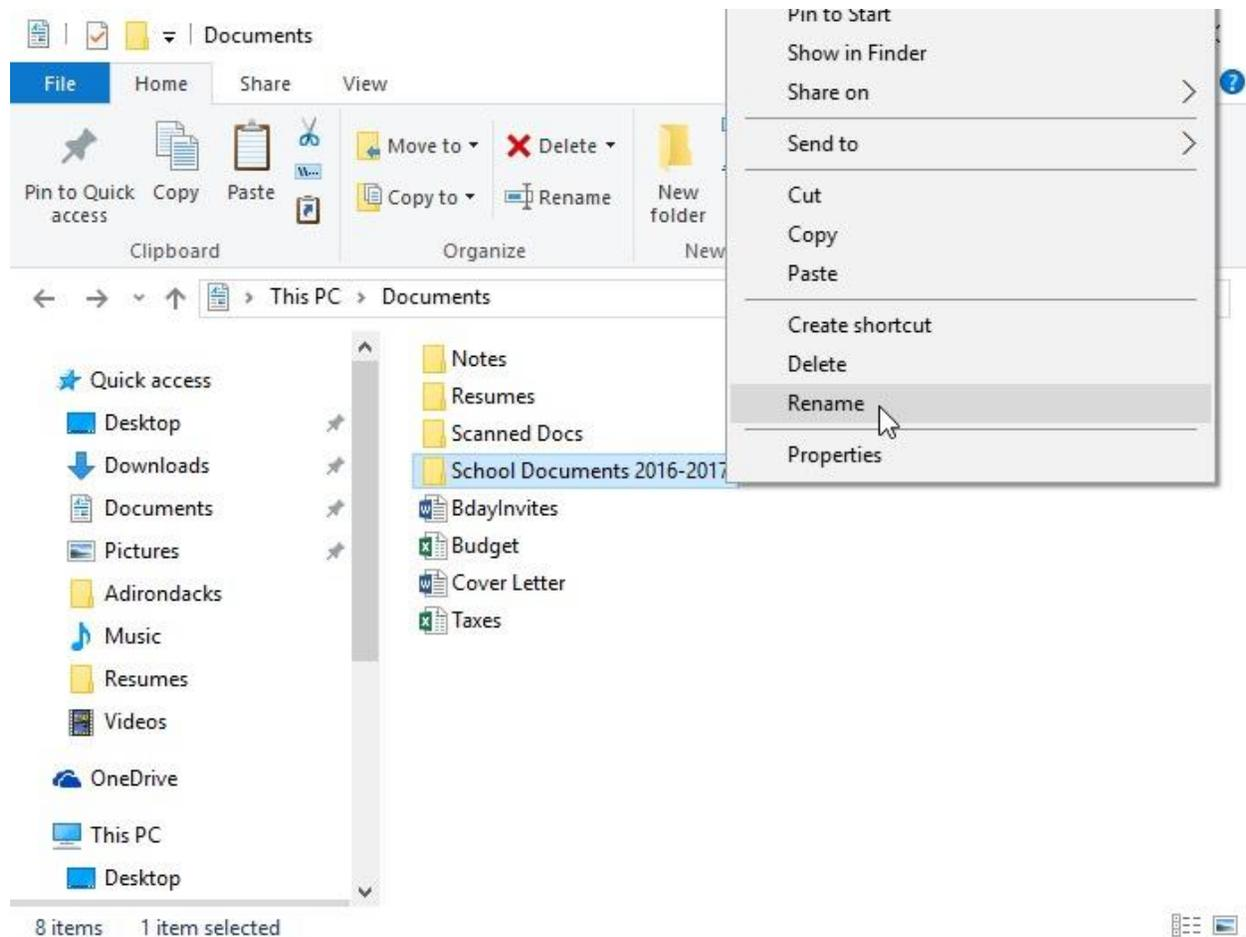 Documents
File Home Share View
Pin to Quick access
Copy
Paste
Clipboard
Move to
Copy to
Delete
Rename
Organize
New folder
New
This PC > Documents
Quick access
Desktop
Downloads
Documents
Pictures
Adirondacks
Music
Resumes
Videos
OneDrive
This PC
Desktop
Notes
Resumes
Scanned Docs
School Documents 2016-2017
BdayInvites
Budget
Cover Letter
Taxes
Pin to Start
Show in Finder
Share on
Send to
Cut
Copy
Paste
Create shortcut
Delete
Rename
Properties
8 items 1 item selected